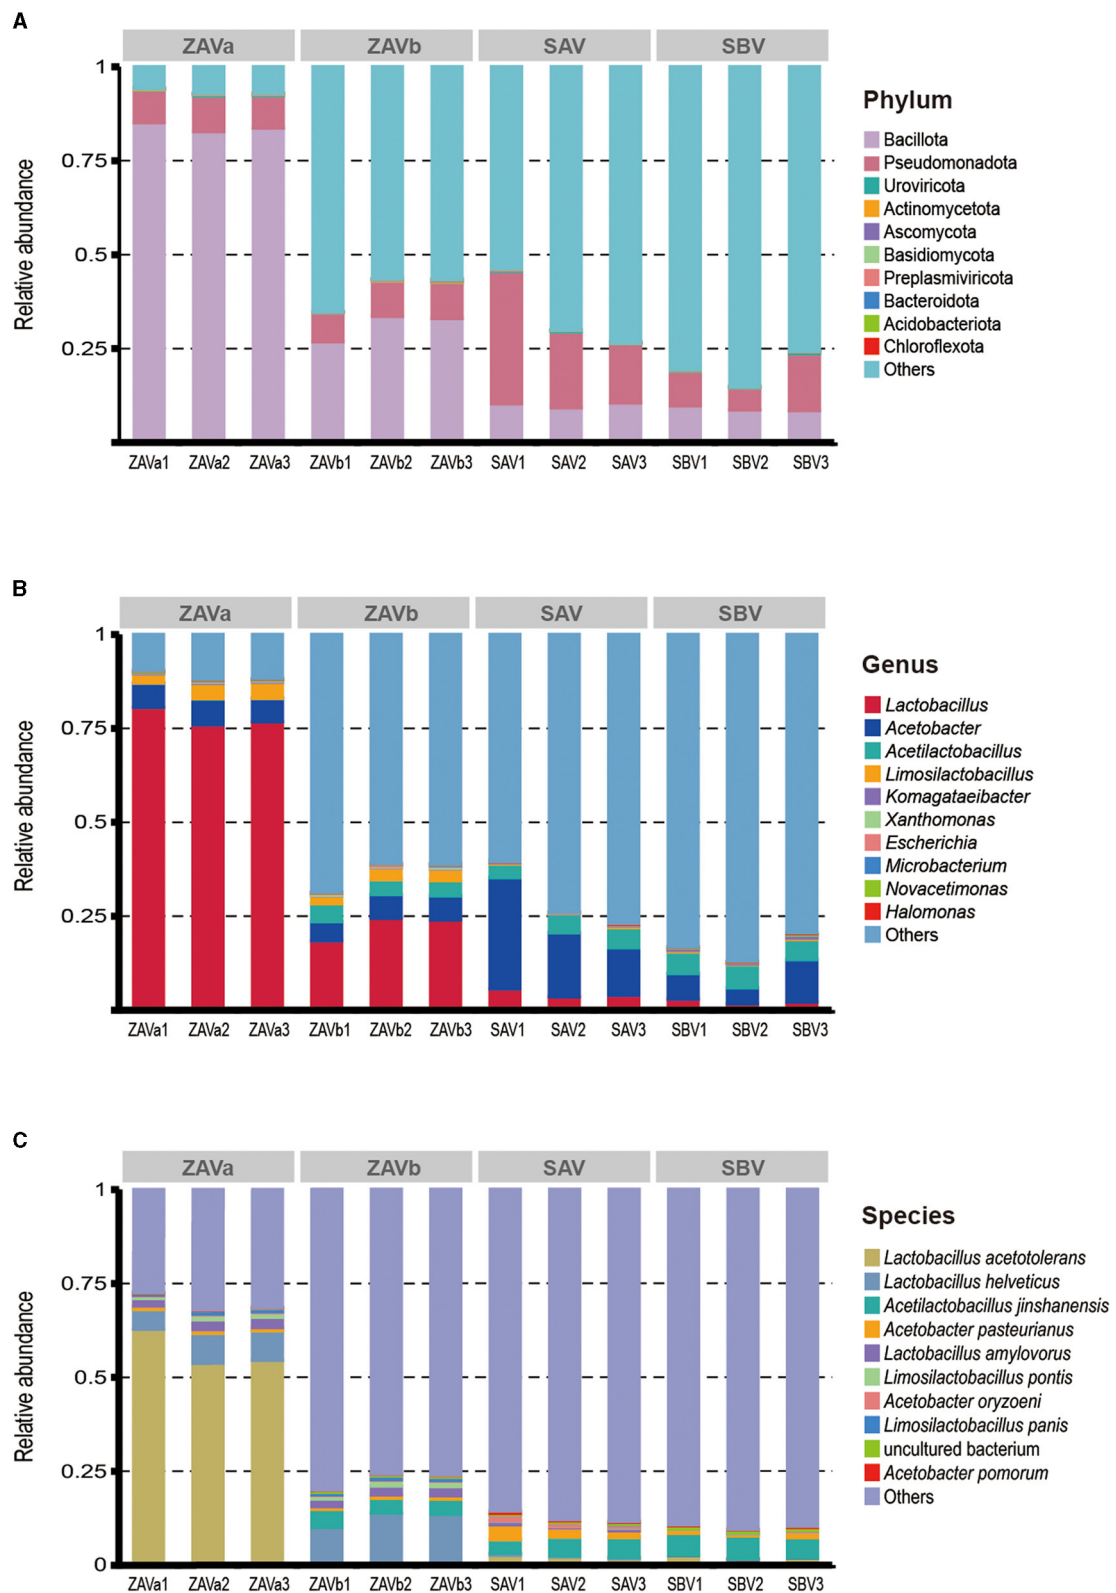 A
ZAVa ZAVb SAV SBV
1
0.75
0.5
0.25
Relative abundance
ZAVa1 ZAVa2 ZAVa3 ZAVb1 ZAVb2 ZAVb3 SAV1 SAV2 SAV3 SBV1 SBV2 SBV3
Phylum
Bacillota
Pseudomonadota
Uroviricota
Actinomycetota
Ascomycota
Basidiomycota
Preplasmiviricota
Bacteroidota
Acidobacteriota
Chloroflexota
Others
B
ZAVa ZAVb SAV SBV
1
0.75
0.5
0.25
Relative abundance
ZAVa1 ZAVa2 ZAVa3 ZAVb1 ZAVb2 ZAVb3 SAV1 SAV2 SAV3 SBV1 SBV2 SBV3
Genus
Lactobacillus
Acetobacter
Acetilactobacillus
Limosilactobacillus
Komagataeibacter
Xanthomonas
Escherichia
Microbacterium
Novacetimonas
Halomonas
Others
C
ZAVa ZAVb SAV SBV
1
0.75
0.5
0.25
0
Relative abundance
ZAVa1 ZAVa2 ZAVa3 ZAVb1 ZAVb2 ZAVb3 SAV1 SAV2 SAV3 SBV1 SBV2 SBV3
Species
Lactobacillus acetotolerans
Lactobacillus helveticus
Acetilactobacillus jinshanensis
Acetobacter pasteurianus
Lactobacillus amylovorus
Limosilactobacillus pontis
Acetobacter oryzoeni
Limosilactobacillus panis
uncultured bacterium
Acetobacter pomorum
Others